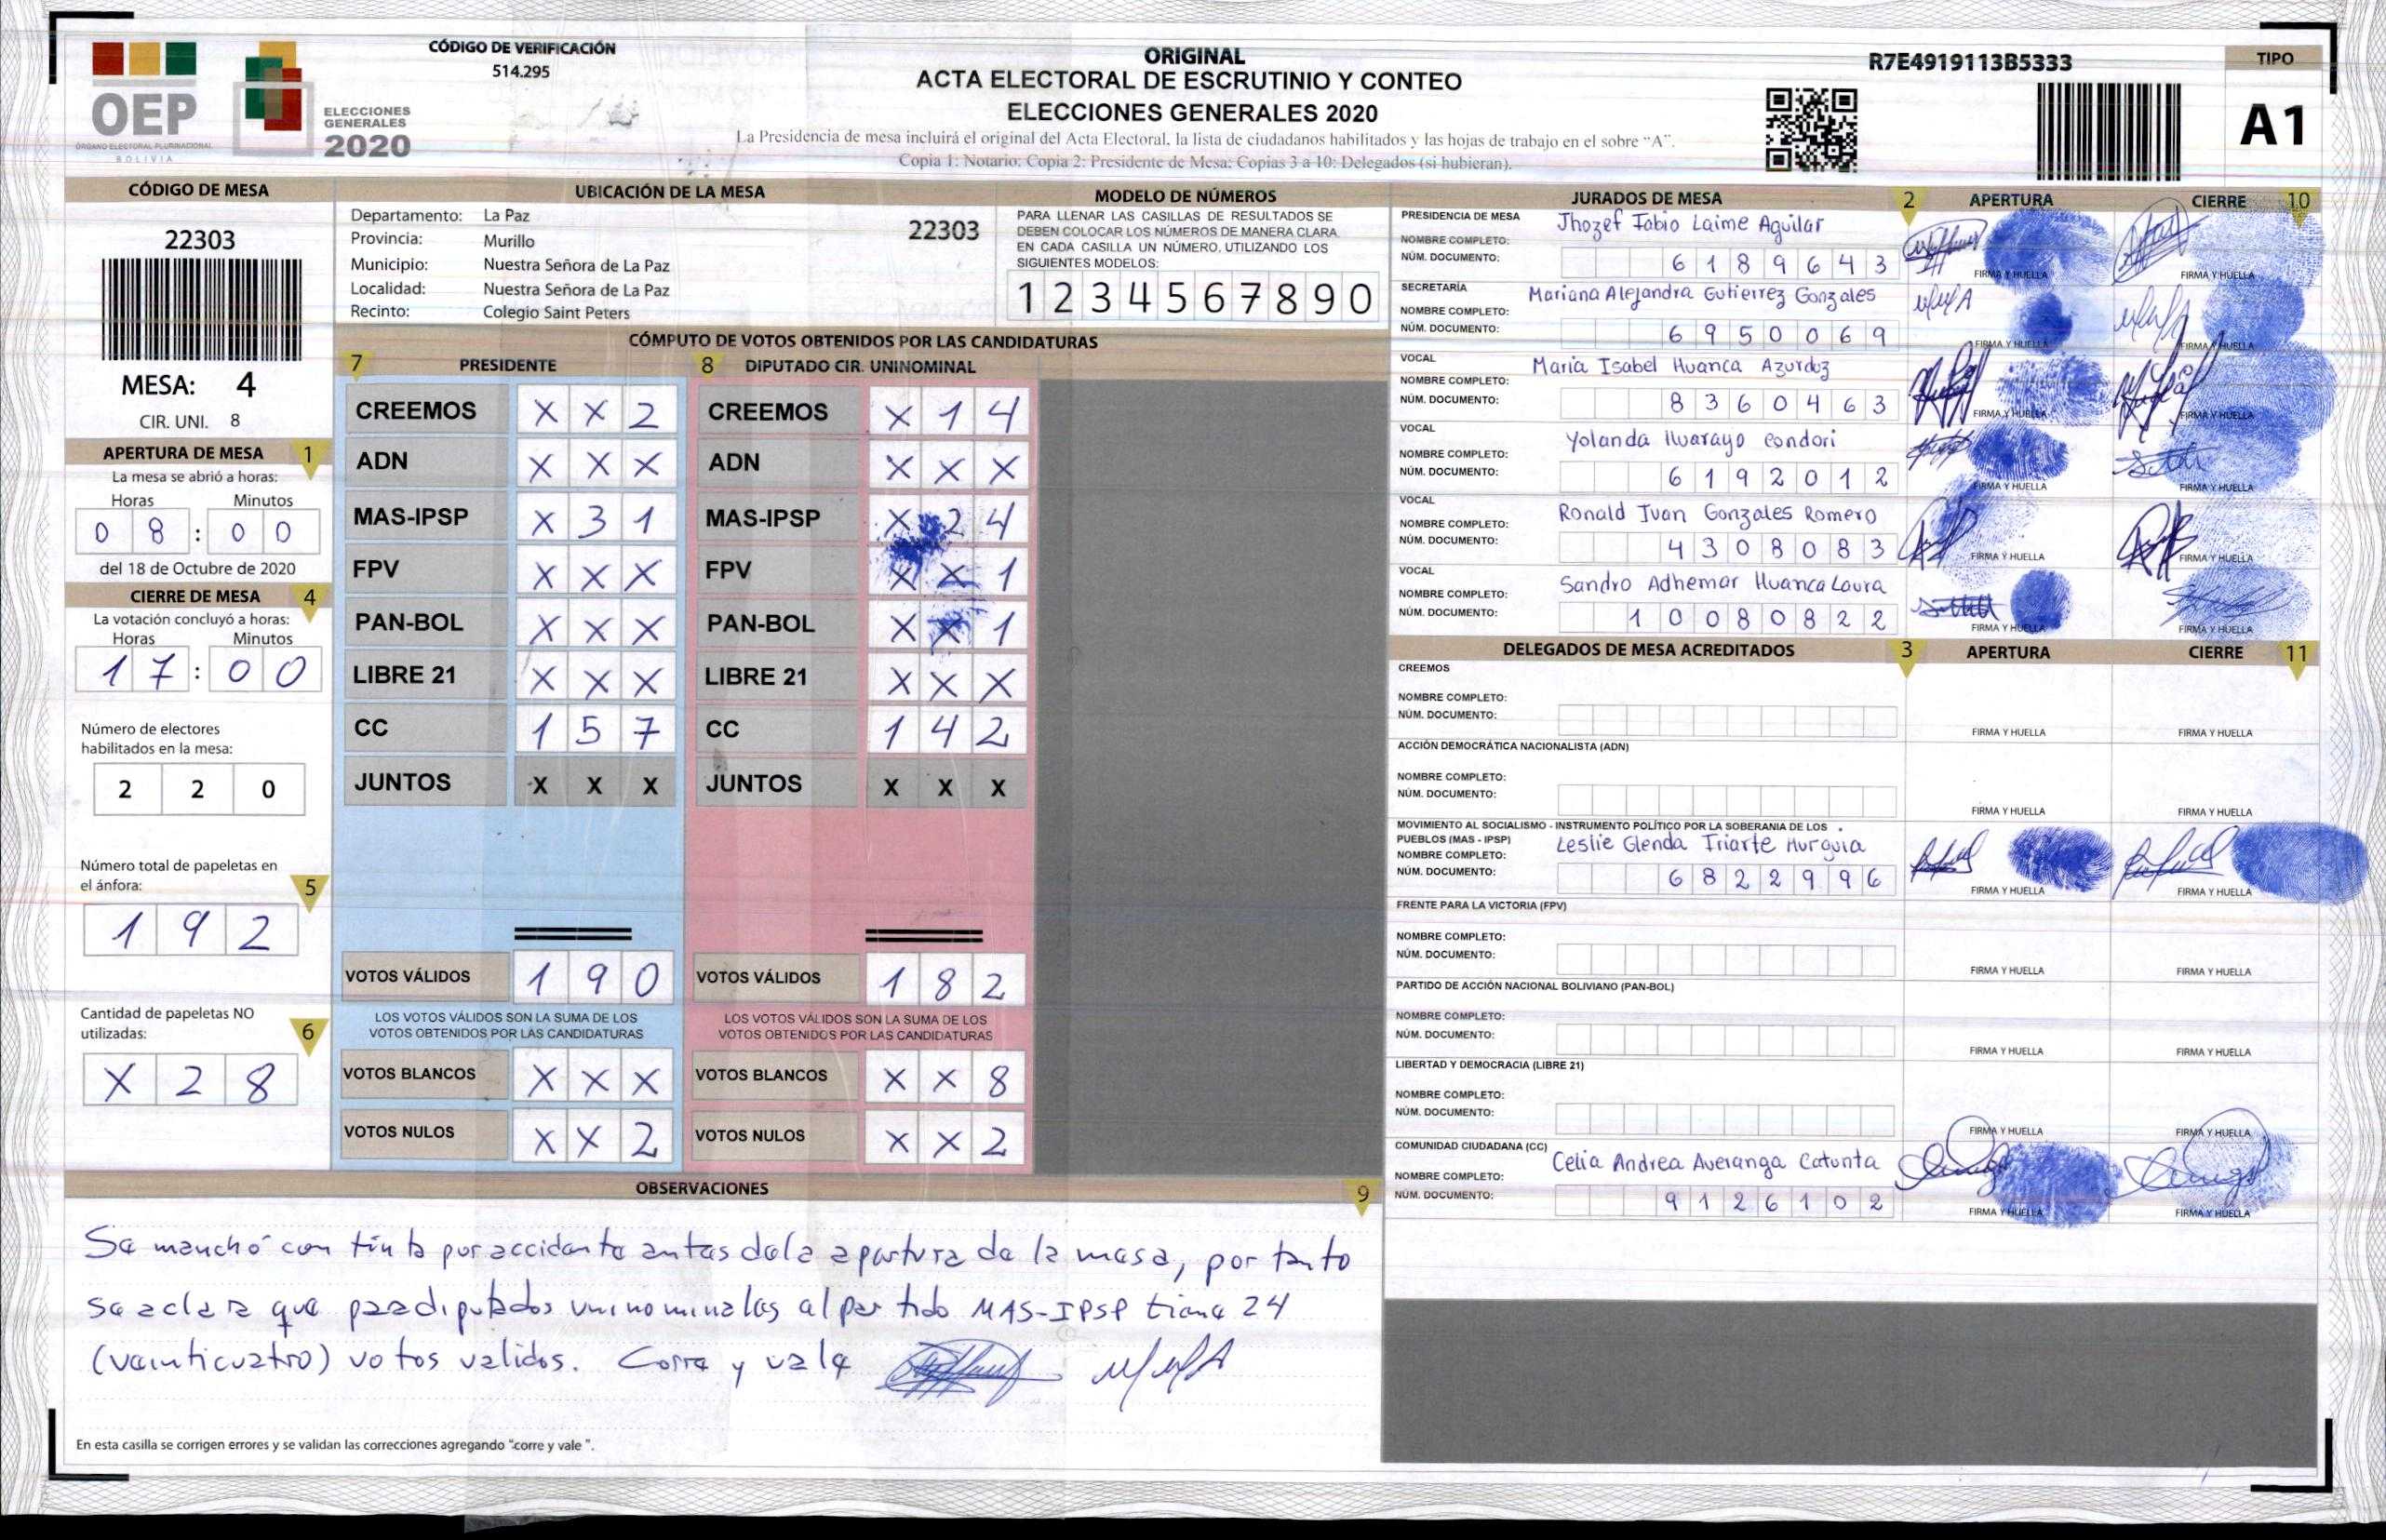 CÓDIGO DE VERIFICACIÓN
514.295
OEP
ÓRGANO ELECTORAL PLURINACIONAL
BOLIVIA
ELECCIONES
GENERALES
2020
ORIGINAL
ACTA ELECTORAL DE ESCRUTINIO Y CONTEO
ELECCIONES GENERALES 2020
La Presidencia de mesa incluirá el original del Acta Electoral, la lista de ciudadanos habilitados y las hojas de trabajo en el sobre “A”.
Copia 1: Notario; Copia 2: Presidente de Mesa; Copias 3 a 10: Delegados (si hubieran).
R7E4919113B5333
TIPO
A1
CÓDIGO DE MESA
22303
MESA: 4
CIR. UNI. 8
APERTURA DE MESA 1
La mesa se abrió a horas:
Horas Minutos
0 8 : 0 0
del 18 de Octubre de 2020
CIERRE DE MESA 4
La votación concluyó a horas:
Horas Minutos
1 7 : 0 0
Número de electores
habilitados en la mesa:
2 2 0
Número total de papeletas en
el ánfora: 5
1 9 2
Cantidad de papeletas NO
utilizadas: 6
X 2 8
UBICACIÓN DE LA MESA
Departamento: La Paz
22303
Provincia: Murillo
Municipio: Nuestra Señora de La Paz
Localidad: Nuestra Señora de La Paz
Recinto: Colegio Saint Peters
MODELO DE NÚMEROS
PARA LLENAR LAS CASILLAS DE RESULTADOS SE
DEBEN COLOCAR LOS NÚMEROS DE MANERA CLARA,
EN CADA CASILLA UN NÚMERO, UTILIZANDO LOS
SIGUIENTES MODELOS:
1 2 3 4 5 6 7 8 9 0
CÓMPUTO DE VOTOS OBTENIDOS POR LAS CANDIDATURAS
7 PRESIDENTE
CREEMOS X X 2
ADN X X X
MAS-IPSP X 3 1
FPV X X X
PAN-BOL X X X
LIBRE 21 X X X
CC 1 5 7
JUNTOS X X X
VOTOS VÁLIDOS 1 9 0
LOS VOTOS VÁLIDOS SON LA SUMA DE LOS
VOTOS OBTENIDOS POR LAS CANDIDATURAS
VOTOS BLANCOS X X X
VOTOS NULOS X X 2
8 DIPUTADO CIR. UNINOMINAL
CREEMOS X 1 4
ADN X X X
MAS-IPSP X 2 4
FPV X X 1
PAN-BOL X X 1
LIBRE 21 X X X
CC 1 4 2
JUNTOS X X X
VOTOS VÁLIDOS 1 8 2
LOS VOTOS VÁLIDOS SON LA SUMA DE LOS
VOTOS OBTENIDOS POR LAS CANDIDATURAS
VOTOS BLANCOS X X 8
VOTOS NULOS X X 2
OBSERVACIONES 9
Se manchó con tinta por accidente antes de la apertura de la mesa, por tanto
se aclara que para diputados uninominales al partido MAS-IPSP tiene 24
(veinticuatro) votos validos. Corre y vale
En esta casilla se corrigen errores y se validan las correcciones agregando “corre y vale”.
JURADOS DE MESA 2 APERTURA CIERRE 10
PRESIDENCIA DE MESA
NOMBRE COMPLETO: Jhozef Fabio Laime Aguilar
NÚM. DOCUMENTO: 6 1 8 9 6 4 3
FIRMA Y HUELLA FIRMA Y HUELLA
SECRETARÍA
NOMBRE COMPLETO: Mariana Alejandra Gutierrez Gonzales
NÚM. DOCUMENTO: 6 9 5 0 0 6 9
FIRMA Y HUELLA FIRMA Y HUELLA
VOCAL
NOMBRE COMPLETO: Maria Isabel Huanca Azurduz
NÚM. DOCUMENTO: 8 3 6 0 4 6 3
FIRMA Y HUELLA FIRMA Y HUELLA
VOCAL
NOMBRE COMPLETO: Yolanda Huarayo Condori
NÚM. DOCUMENTO: 6 1 9 2 0 1 2
FIRMA Y HUELLA FIRMA Y HUELLA
VOCAL
NOMBRE COMPLETO: Ronald Ivan Gonzales Romero
NÚM. DOCUMENTO: 4 3 0 8 0 8 3
FIRMA Y HUELLA FIRMA Y HUELLA
VOCAL
NOMBRE COMPLETO: Sandro Adhemar Huanca Laura
NÚM. DOCUMENTO: 1 0 0 8 0 8 2 2
FIRMA Y HUELLA FIRMA Y HUELLA
DELEGADOS DE MESA ACREDITADOS 3 APERTURA CIERRE 11
CREEMOS
NOMBRE COMPLETO:
NÚM. DOCUMENTO:
FIRMA Y HUELLA FIRMA Y HUELLA
ACCIÓN DEMOCRÁTICA NACIONALISTA (ADN)
NOMBRE COMPLETO:
NÚM. DOCUMENTO:
FIRMA Y HUELLA FIRMA Y HUELLA
MOVIMIENTO AL SOCIALISMO - INSTRUMENTO POLÍTICO POR LA SOBERANIA DE LOS
PUEBLOS (MAS - IPSP)
NOMBRE COMPLETO: Leslie Glenda Iriarte Murguia
NÚM. DOCUMENTO: 6 8 2 2 9 9 6
FIRMA Y HUELLA FIRMA Y HUELLA
FRENTE PARA LA VICTORIA (FPV)
NOMBRE COMPLETO:
NÚM. DOCUMENTO:
FIRMA Y HUELLA FIRMA Y HUELLA
PARTIDO DE ACCIÓN NACIONAL BOLIVIANO (PAN-BOL)
NOMBRE COMPLETO:
NÚM. DOCUMENTO:
FIRMA Y HUELLA FIRMA Y HUELLA
LIBERTAD Y DEMOCRACIA (LIBRE 21)
NOMBRE COMPLETO:
NÚM. DOCUMENTO:
FIRMA Y HUELLA FIRMA Y HUELLA
COMUNIDAD CIUDADANA (CC)
NOMBRE COMPLETO: Celia Andrea Averanga Catunta
NÚM. DOCUMENTO: 9 1 2 6 1 0 2
FIRMA Y HUELLA FIRMA Y HUELLA